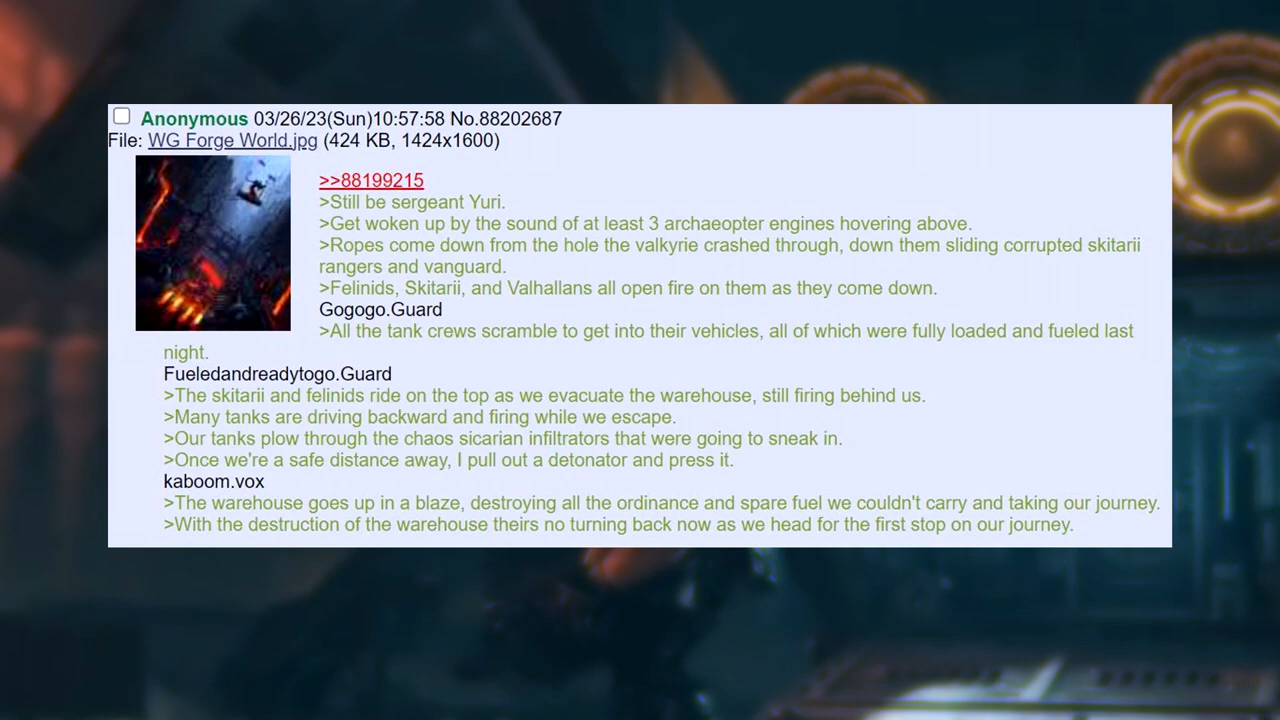 Anonymous 03/26/23(Sun)10:57:58 No.88202687
File: WG Forge World.jpg (424 KB, 1424x1600)
>>88199215
>Still be sergeant Yuri.
>Get woken up by the sound of at least 3 archaeopter engines hovering above.
>Ropes come down from the hole the valkyrie crashed through, down them sliding corrupted skitarii
rangers and vanguard.
>Felinids, Skitarii, and Valhallans all open fire on them as they come down.
Gogogo.Guard
>All the tank crews scramble to get into their vehicles, all of which were fully loaded and fueled last
night.
Fueledandreadytogo.Guard
>The skitarii and felinids ride on the top as we evacuate the warehouse, still firing behind us.
>Many tanks are driving backward and firing while we escape.
>Our tanks plow through the chaos sicarian infiltrators that were going to sneak in.
>Once we're a safe distance away, I pull out a detonator and press it.
kaboom.vox
>The warehouse goes up in a blaze, destroying all the ordinance and spare fuel we couldn't carry and taking our journey.
>With the destruction of the warehouse theirs no turning back now as we head for the first stop on our journey.